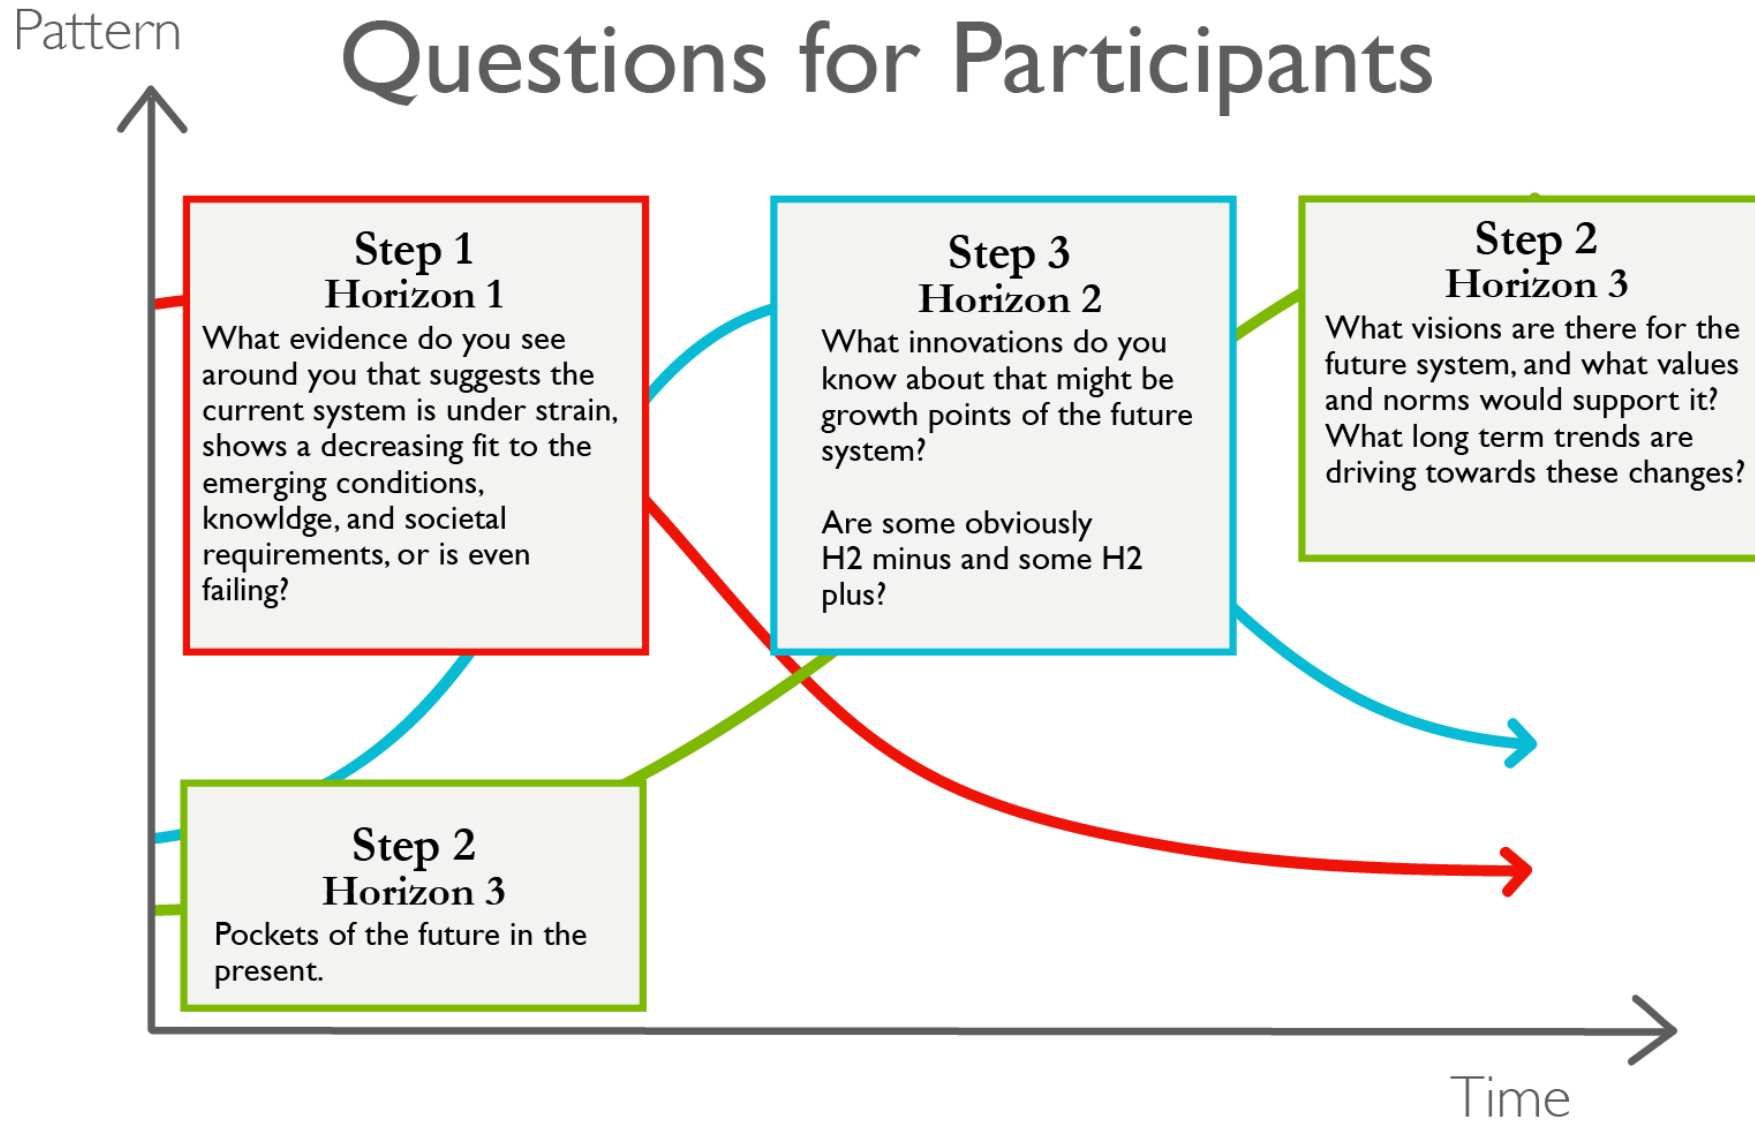 Pattern
Questions for Participants
Step 1
Horizon 1
What evidence do you see
around you that suggests the
current system is under strain,
shows a decreasing fit to the
emerging conditions,
knowldge, and societal
requirements, or is even
failing?
Step 3
Horizon 2
What innovations do you
know about that might be
growth points of the future
system?
Are some obviously
H2 minus and some H2
plus?
Step 2
Horizon 3
What visions are there for the
future system, and what values
and norms would support it?
What long term trends are
driving towards these changes?
Step 2
Horizon 3
Pockets of the future in the
present.
Time